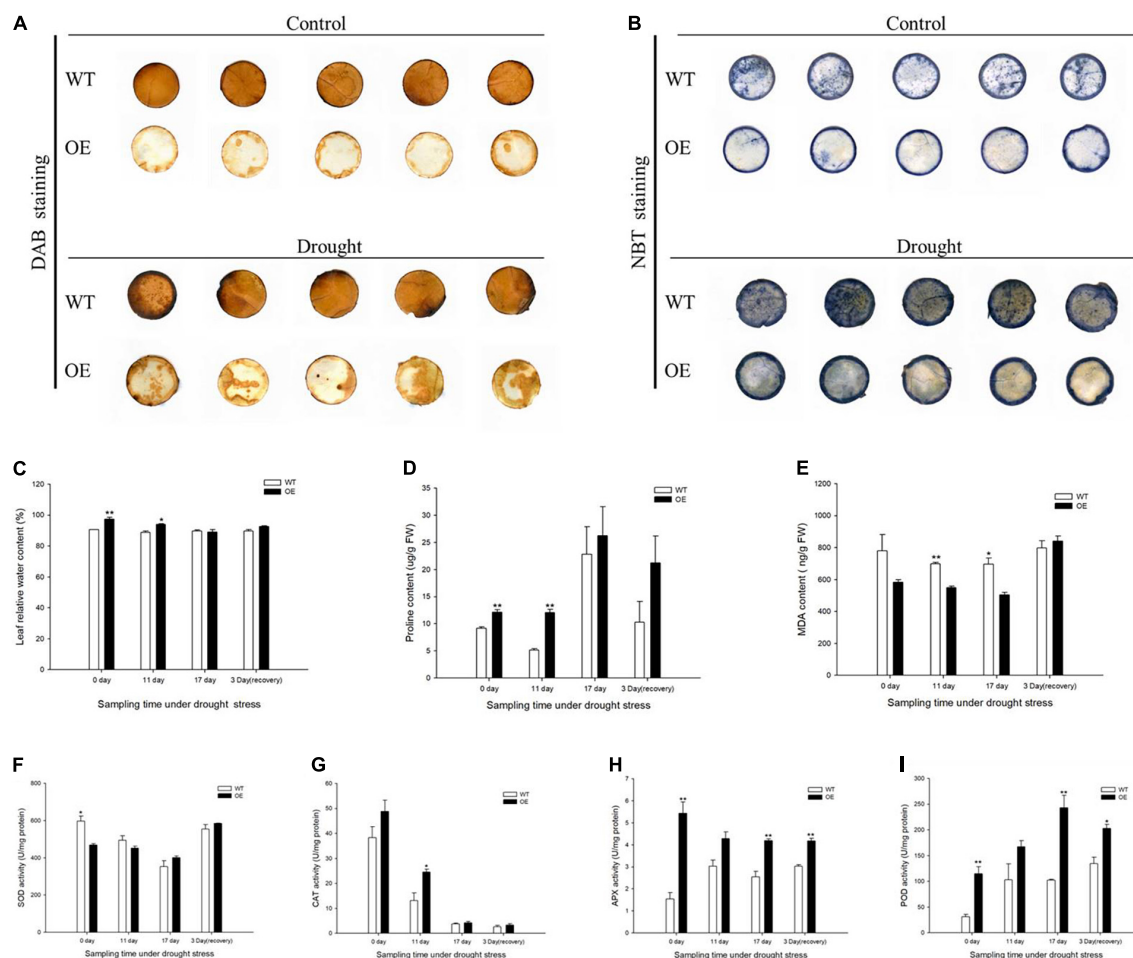 A
Control
DAB staining
WT
OE
Drought
WT
OE
B
Control
NBT staining
WT
OE
Drought
WT
OE
C
Leaf relative water content (%)
120
100
80
60
40
20
0
**
*
WT
OE
0 day
11 day
17 day
3 Day(recovery)
Sampling time under drought stress
D
Proline content (ug/g FW)
35
30
25
20
15
10
5
0
**
**
WT
OE
0 day
11 day
17 day
3 Day(recovery)
Sampling time under drought stress
E
MDA content ( ng/g FW)
1200
1000
800
600
400
200
0
**
*
WT
OE
0 day
11 day
17 day
3 Day(recovery)
Sampling time under drought stress
F
SOD activity (U/mg protein)
800
600
400
200
0
*
WT
OE
0 day
11 day
17 day
3 Day(recovery)
Sampling time under drought stress
G
CAT activity (U/mg protein)
60
50
40
30
20
10
0
*
WT
OE
0 day
11 day
17 day
3 Day(recovery)
Sampling time under drought stress
H
APX activity (U/mg protein)
7
6
5
4
3
2
1
0
**
**
**
WT
OE
0 day
11 day
17 day
3 Day(recovery)
Sampling time under drought stress
I
POD activity (U/mg protein)
300
250
200
150
100
50
0
**
**
*
WT
OE
0 day
11 day
17 day
3 Day(recovery)
Sampling time under drought stress